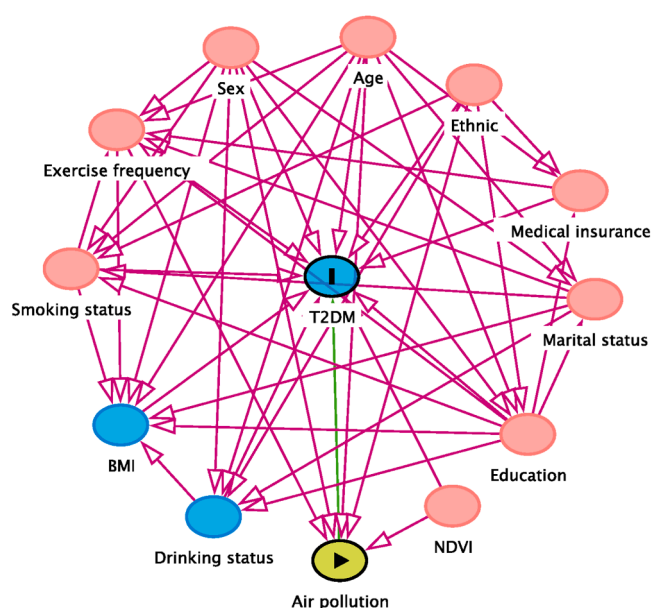 Sex
Age
Ethnic
Exercise frequency
Medical insurance
Smoking status
T2DM
Marital status
BMI
Education
Drinking status
NDVI
Air pollution